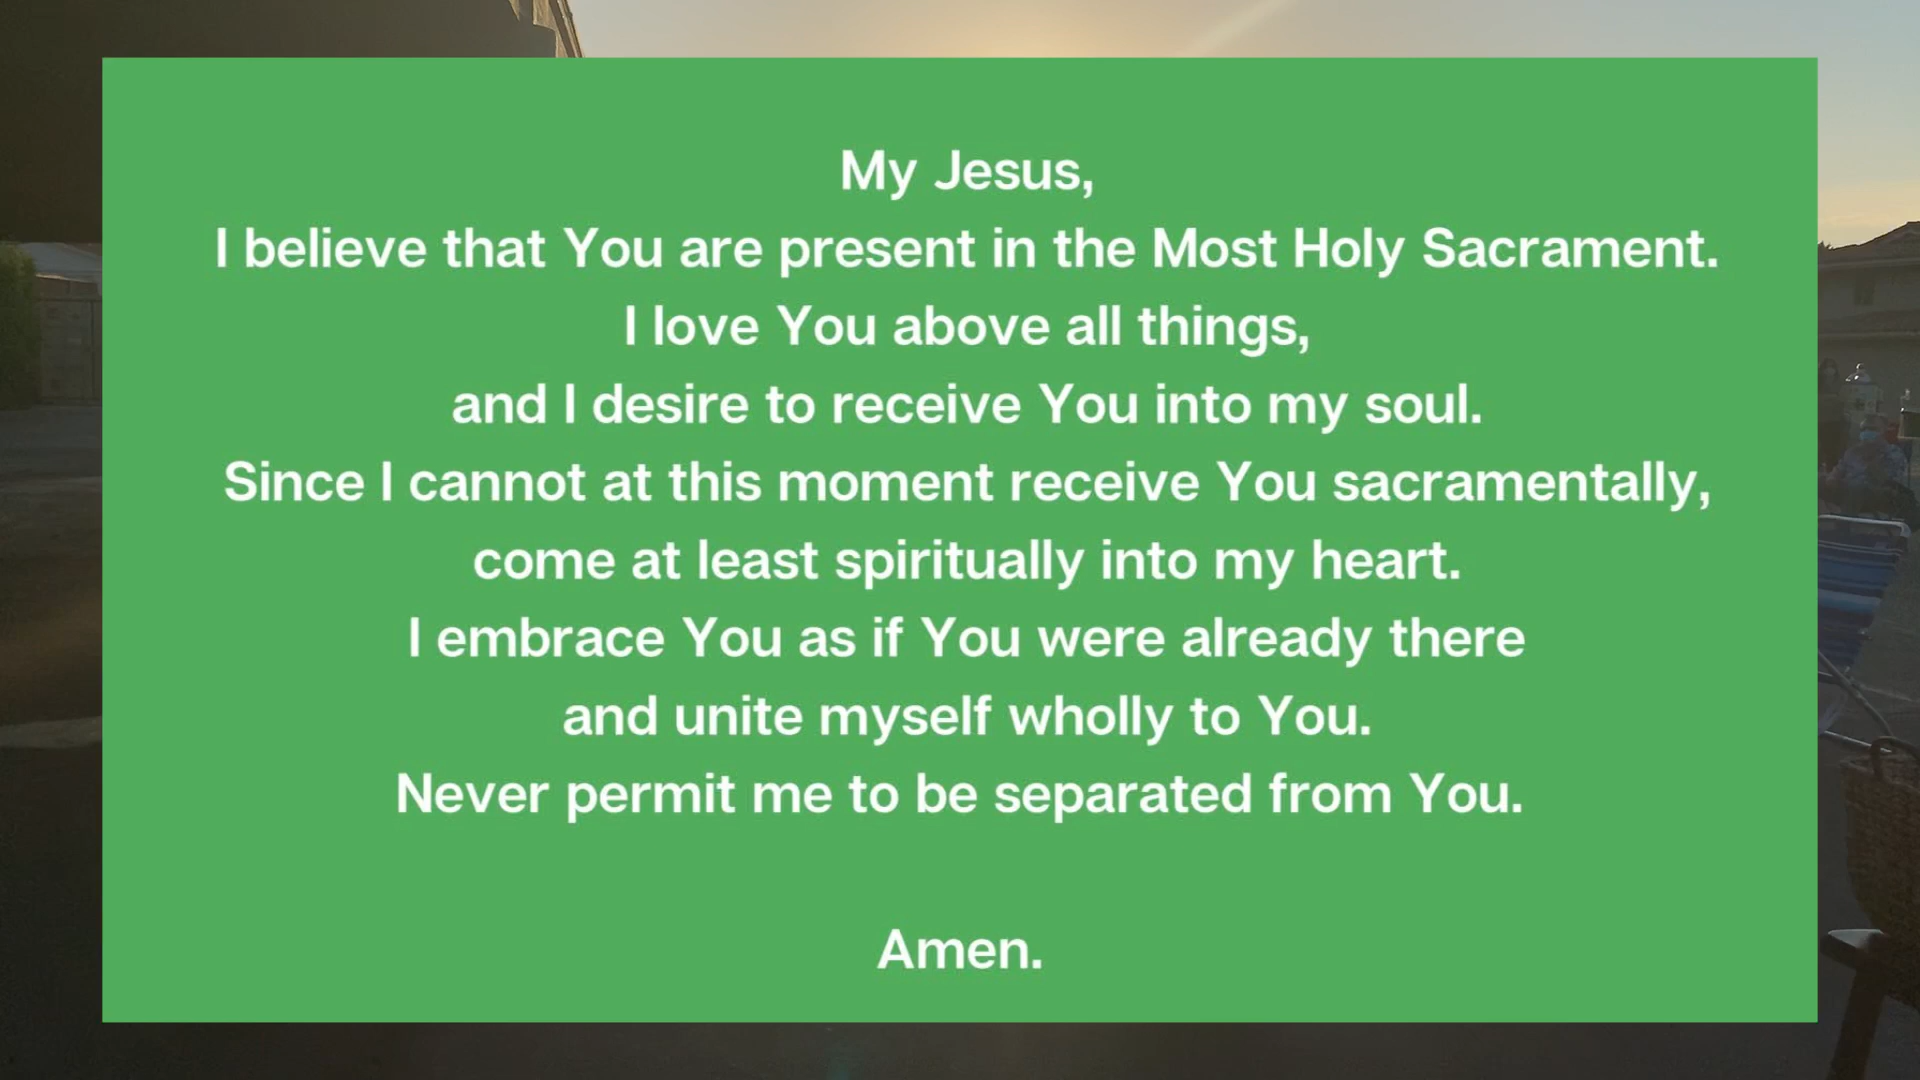 My Jesus,
I believe that You are present in the Most Holy Sacrament.
I love You above all things,
and I desire to receive You into my soul.
Since I cannot at this moment receive You sacramentally,
come at least spiritually into my heart.
I embrace You as if You were already there
and unite myself wholly to You.
Never permit me to be separated from You.
Amen.